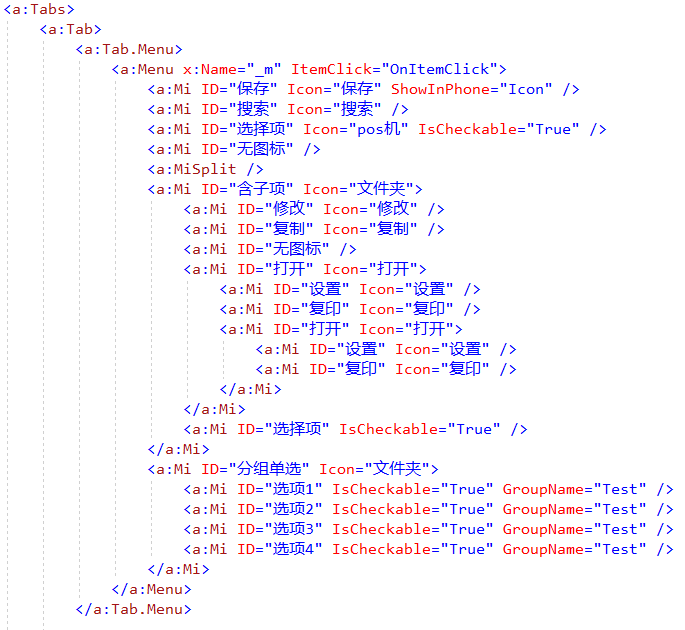 <a:Tabs>
    <a:Tab>
        <a:Tab.Menu>
            <a:Menu x:Name="_m" ItemClick="OnItemClick">
                <a:Mi ID="保存" Icon="保存" ShowInPhone="Icon" />
                <a:Mi ID="搜索" Icon="搜索" />
                <a:Mi ID="选择项" Icon="pos机" IsCheckable="True" />
                <a:Mi ID="无图标" />
                <a:MiSplit />
                <a:Mi ID="含子项" Icon="文件夹">
                    <a:Mi ID="修改" Icon="修改" />
                    <a:Mi ID="复制" Icon="复制" />
                    <a:Mi ID="无图标" />
                    <a:Mi ID="打开" Icon="打开">
                        <a:Mi ID="设置" Icon="设置" />
                        <a:Mi ID="复印" Icon="复印" />
                        <a:Mi ID="打开" Icon="打开">
                            <a:Mi ID="设置" Icon="设置" />
                            <a:Mi ID="复印" Icon="复印" />
                        </a:Mi>
                    </a:Mi>
                    <a:Mi ID="选择项" IsCheckable="True" />
                </a:Mi>
                <a:Mi ID="分组单选" Icon="文件夹">
                    <a:Mi ID="选项1" IsCheckable="True" GroupName="Test" />
                    <a:Mi ID="选项2" IsCheckable="True" GroupName="Test" />
                    <a:Mi ID="选项3" IsCheckable="True" GroupName="Test" />
                    <a:Mi ID="选项4" IsCheckable="True" GroupName="Test" />
                </a:Mi>
            </a:Menu>
        </a:Tab.Menu>